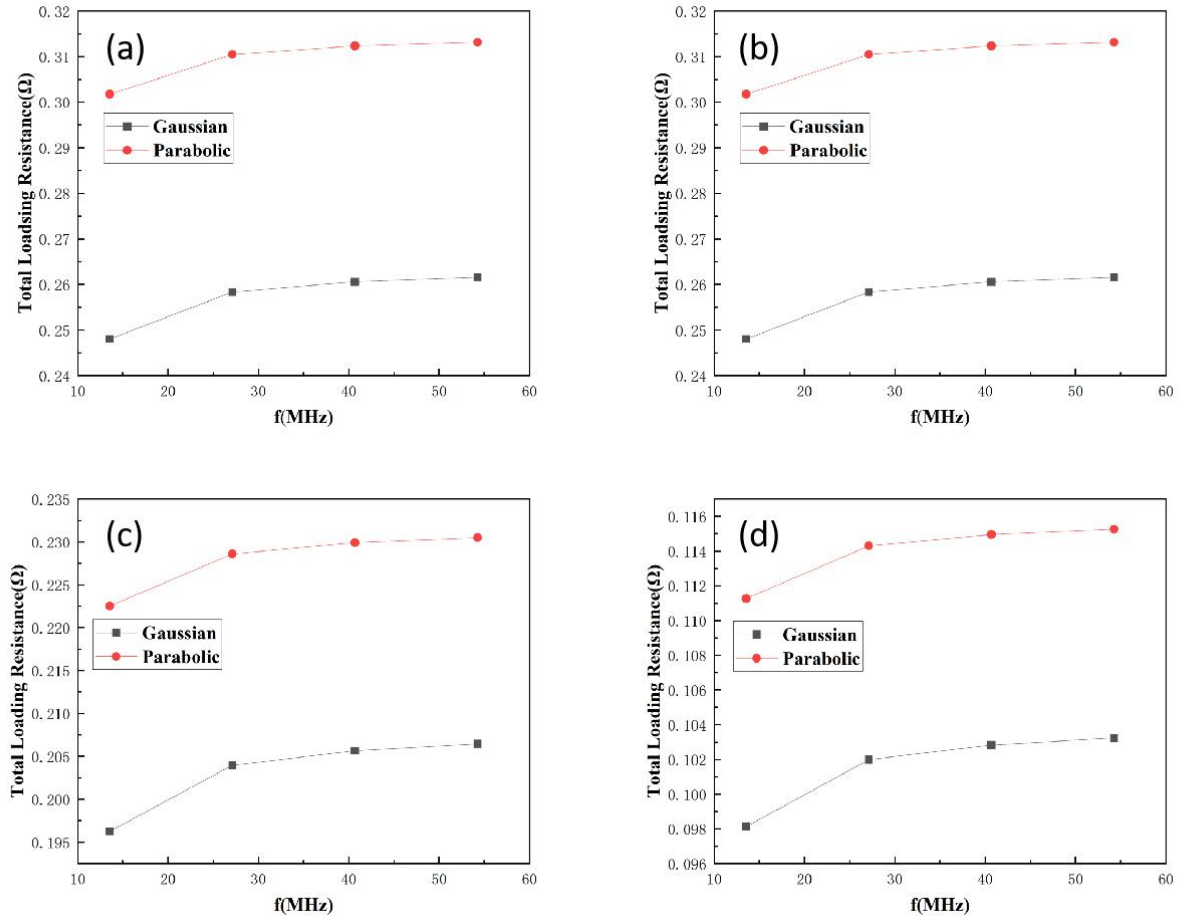 (a)
Total Loadsing Resistance(Ω)
0.32
0.31
0.30
0.29
0.28
0.27
0.26
0.25
0.24
Gaussian
Parabolic
10 20 30 40 50 60
f(MHz)
(b)
Total Loadsing Resistance(Ω)
0.32
0.31
0.30
0.29
0.28
0.27
0.26
0.25
0.24
Gaussian
Parabolic
10 20 30 40 50 60
f(MHz)
(c)
Total Loading Resistance(Ω)
0.235
0.230
0.225
0.220
0.215
0.210
0.205
0.200
0.195
Gaussian
Parabolic
10 20 30 40 50 60
f(MHz)
(d)
Total Loading Resistance(Ω)
0.116
0.114
0.112
0.110
0.108
0.106
0.104
0.102
0.100
0.098
0.096
Gaussian
Parabolic
10 20 30 40 50 60
f(MHz)